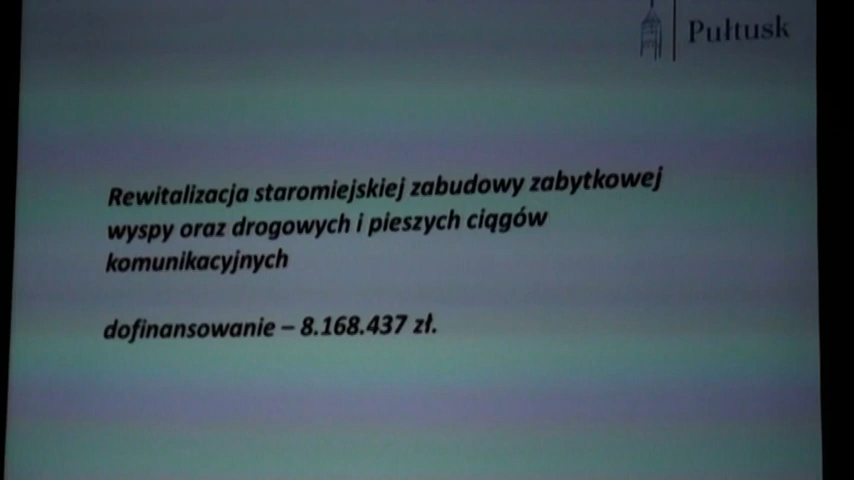 Pułtusk
Rewitalizacja staromiejskiej zabudowy zabytkowej
wyspy oraz drogowych i pieszych ciągów
komunikacyjnych
dofinansowanie – 8.168.437 zł.